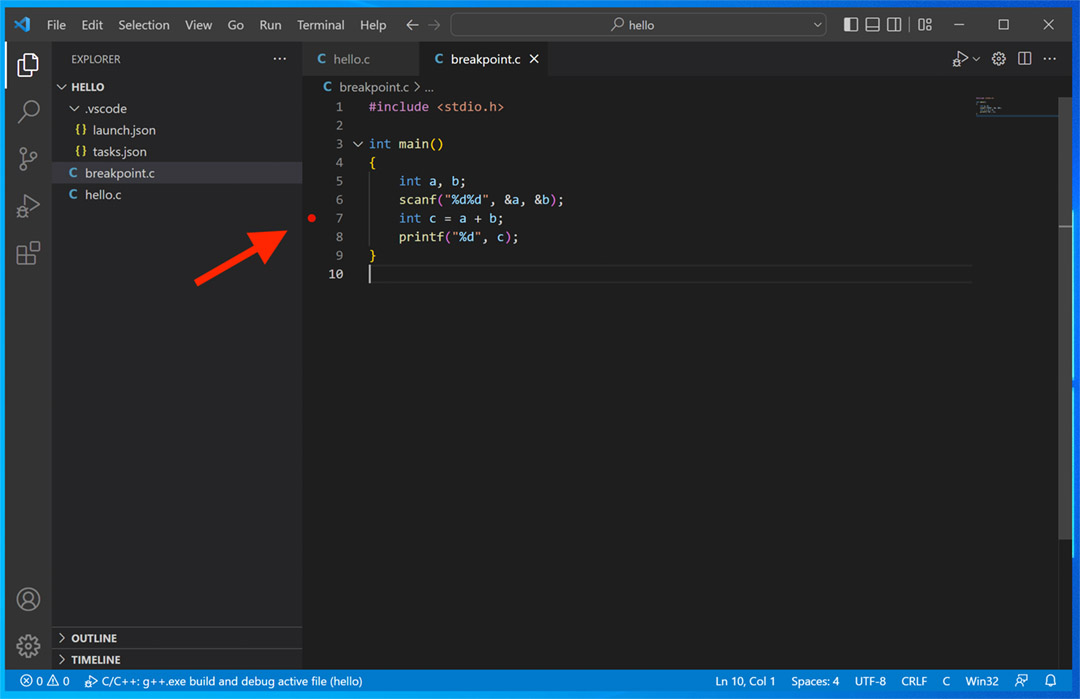 File Edit Selection View Go Run Terminal Help hello
EXPLORER
HELLO
.vscode
{} launch.json
{} tasks.json
C breakpoint.c
C hello.c
OUTLINE
TIMELINE
C hello.c C breakpoint.c
C breakpoint.c > ...
1 #include <stdio.h>
2
3 int main()
4 {
5 int a, b;
6 scanf("%d%d", &a, &b);
7 int c = a + b;
8 printf("%d", c);
9 }
10
0 0 C/C++: g++.exe build and debug active file (hello) Ln 10, Col 1 Spaces: 4 UTF-8 CRLF C Win32